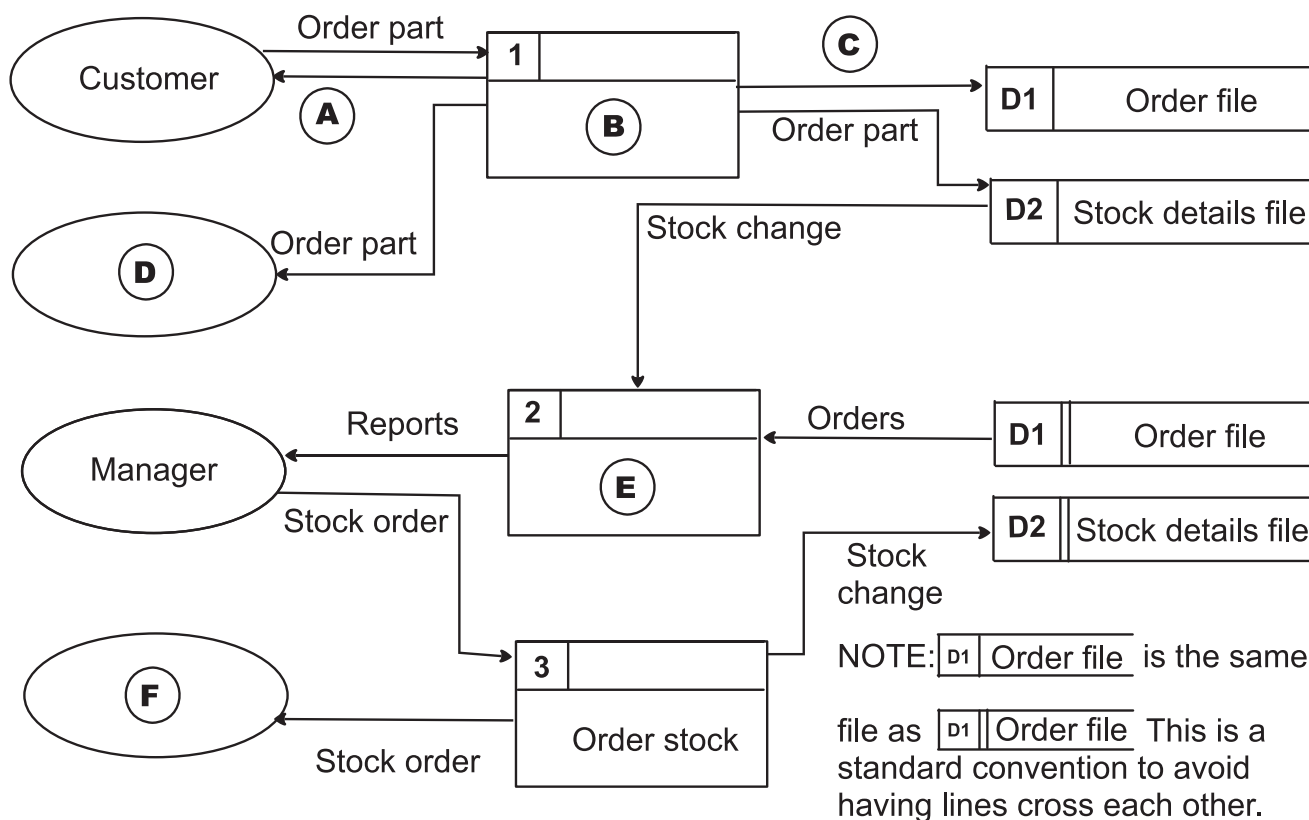 Order part
Customer
A
1
B
C
D1 Order file
Order part
D2 Stock details file
Stock change
Order part
D
Reports
Manager
Stock order
2
E
Orders
D1 Order file
D2 Stock details file
Stock
change
F
Stock order
3
Order stock
NOTE: D1 Order file is the same
file as D1 Order file This is a
standard convention to avoid
having lines cross each other.